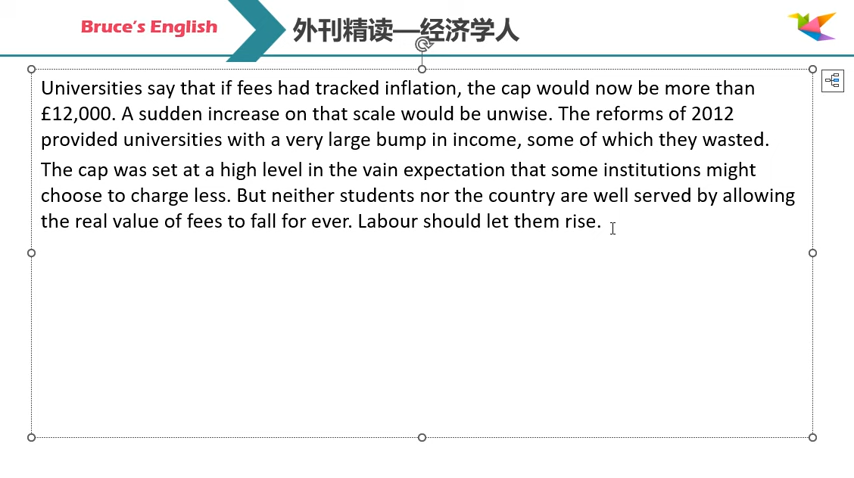 Bruce's English
外刊精读—经济学人
Universities say that if fees had tracked inflation, the cap would now be more than
£12,000. A sudden increase on that scale would be unwise. The reforms of 2012
provided universities with a very large bump in income, some of which they wasted.
The cap was set at a high level in the vain expectation that some institutions might
choose to charge less. But neither students nor the country are well served by allowing
the real value of fees to fall for ever. Labour should let them rise.